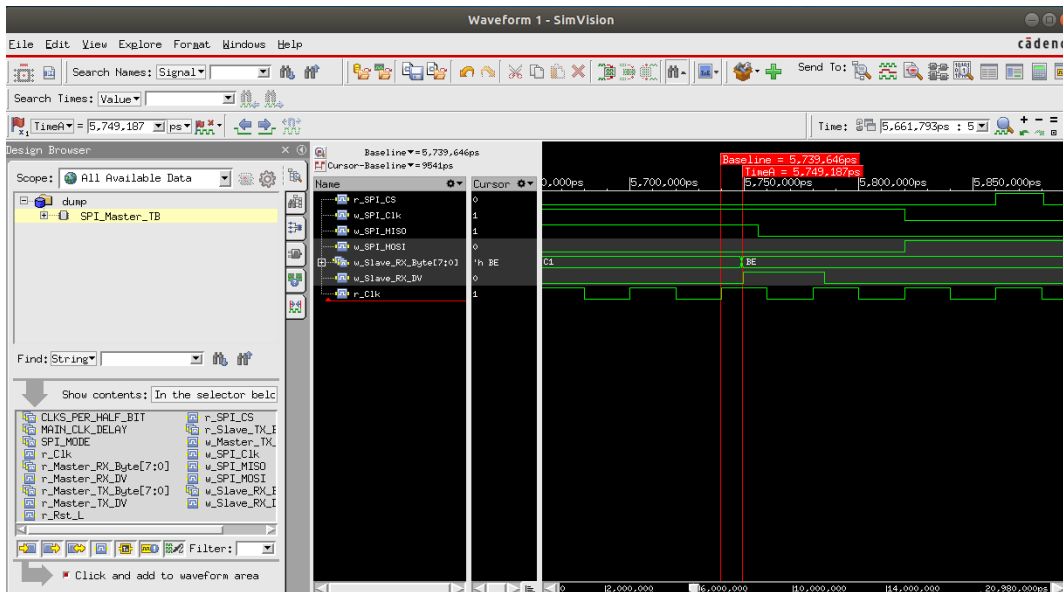 Waveform 1 - SimVision
File Edit View Explore Format Windows Help
cādenc
Search Names: Signal
Search Times: Value
TimeA = 5,749,187 ps
Send To:
Time: 5,661,793ps : 5
Design Browser
Scope: All Available Data
dump
SPI_Master_TB
Find: String
Show contents: In the selector belc
CLKS_PER_HALF_BIT
MAIN_CLK_DELAY
SPI_MODE
r_Clk
r_Master_RX_Byte[7:0]
r_Master_RX_DV
r_Master_TX_Byte[7:0]
r_Master_TX_DV
r_Rst_L
r_SPI_CS
r_Slave_TX_B
w_Master_TX_
w_SPI_Clk
w_SPI_MISO
w_SPI_MOSI
w_Slave_RX_B
w_Slave_RX_D
Filter:
Click and add to waveform area
Baseline = 5,739,646ps
Cursor-Baseline = 9541ps
Name Cursor
r_SPI_CS 0
w_SPI_Clk 1
w_SPI_MISO 1
w_SPI_MOSI 0
w_Slave_RX_Byte[7:0] 'h BE
w_Slave_RX_DV 0
r_Clk 1
Baseline = 5,739,646ps
TimeA = 5,749,187ps
0,000ps 5,700,000ps 5,750,000ps 5,800,000ps 5,850,000ps
C1 BE
0 2,000,000 6,000,000 10,000,000 14,000,000 20,980,000ps